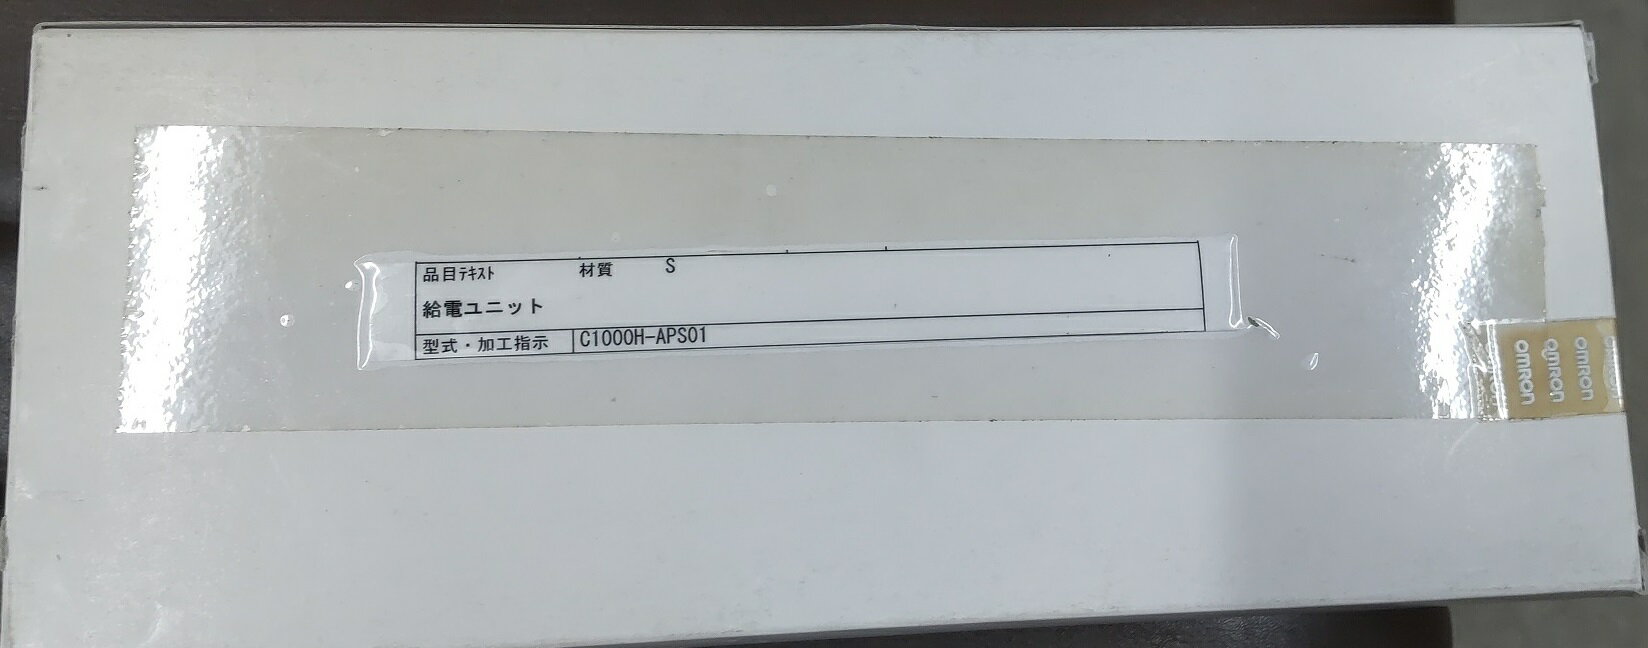 品目ﾃｷｽﾄ 材質 S
給電ユニット
型式・加工指示 C1000H-APS01
omron
omron
omron